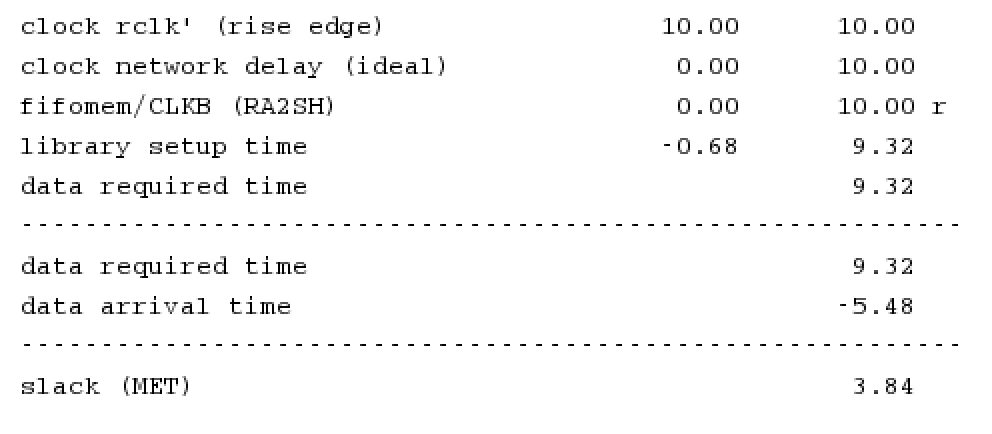 clock rclk' (rise edge) 10.00 10.00
clock network delay (ideal) 0.00 10.00
fifomem/CLKB (RA2SH) 0.00 10.00 r
library setup time -0.68 9.32
data required time 9.32
-----------------------------------------------------------
data required time 9.32
data arrival time -5.48
-----------------------------------------------------------
slack (MET) 3.84